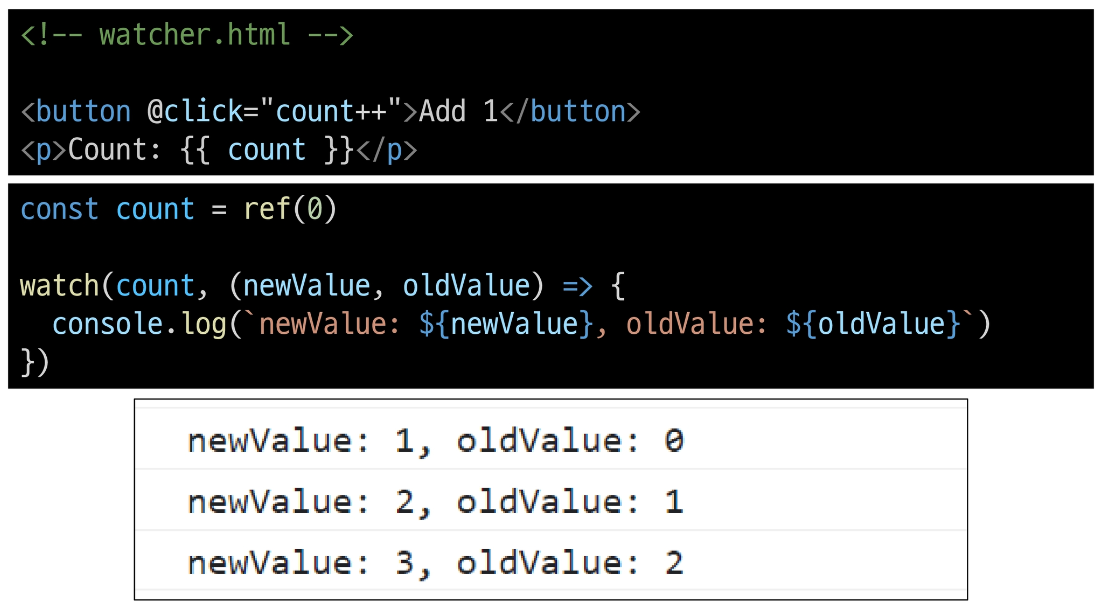 <!-- watcher.html -->
<button @click="count++">Add 1</button>
<p>Count: {{ count }}</p>
const count = ref(0)
watch(count, (newValue, oldValue) => {
  console.log(`newValue: ${newValue}, oldValue: ${oldValue}`)
})
newValue: 1, oldValue: 0
newValue: 2, oldValue: 1
newValue: 3, oldValue: 2